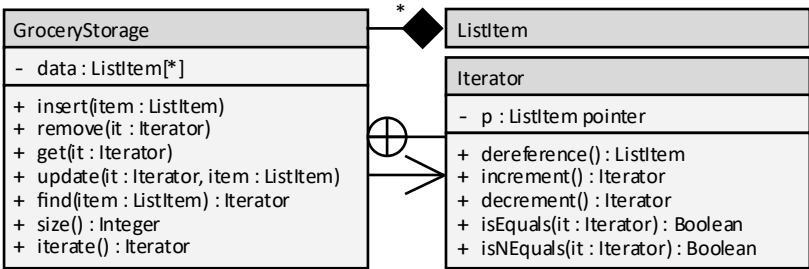 GroceryStorage
- data : ListItem[*]
+ insert(item : ListItem)
+ remove(it : Iterator)
+ get(it : Iterator)
+ update(it : Iterator, item : ListItem)
+ find(item : ListItem) : Iterator
+ size() : Integer
+ iterate() : Iterator
*
ListItem
Iterator
- p : ListItem pointer
+ dereference() : ListItem
+ increment() : Iterator
+ decrement() : Iterator
+ isEquals(it : Iterator) : Boolean
+ isNEquals(it : Iterator) : Boolean